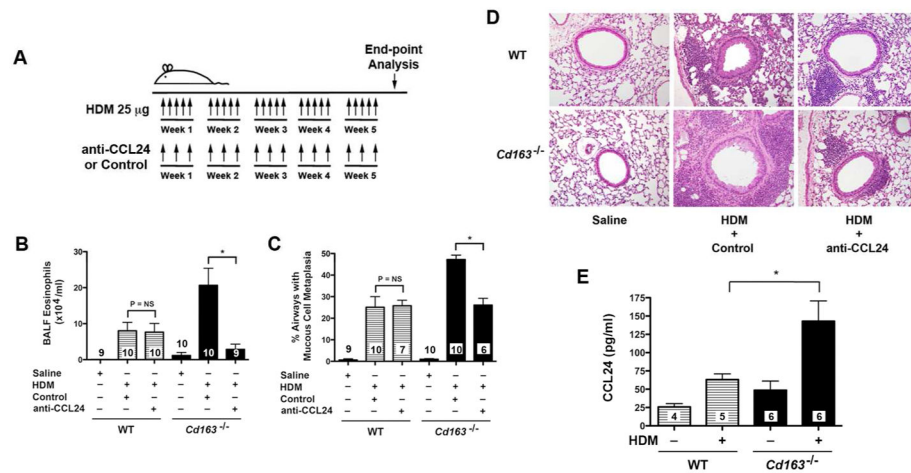 A
End-point
Analysis
HDM 25 µg
Week 1 Week 2 Week 3 Week 4 Week 5
anti-CCL24
or Control
Week 1 Week 2 Week 3 Week 4 Week 5
B
BALF Eosinophils
(x10⁴/ml)
30
20
10
0
P = NS
*
9 10 10 10 10 9
Saline + – – + – –
HDM – + + – + +
Control – + – – + –
anti-CCL24 – – + – – +
WT Cd163 -/-
C
% Airways with
Mucous Cell Metaplasia
50
40
30
20
10
0
P = NS
*
9 10 7 10 10 6
Saline + – – + – –
HDM – + + – + +
Control – + – – + –
anti-CCL24 – – + – – +
WT Cd163 -/-
D
WT
Cd163 -/-
Saline
HDM
+
Control
HDM
+
anti-CCL24
E
CCL24
(pg/ml)
175
150
125
100
75
50
25
0
*
4 5 6 6
HDM – + – +
WT Cd163 -/-